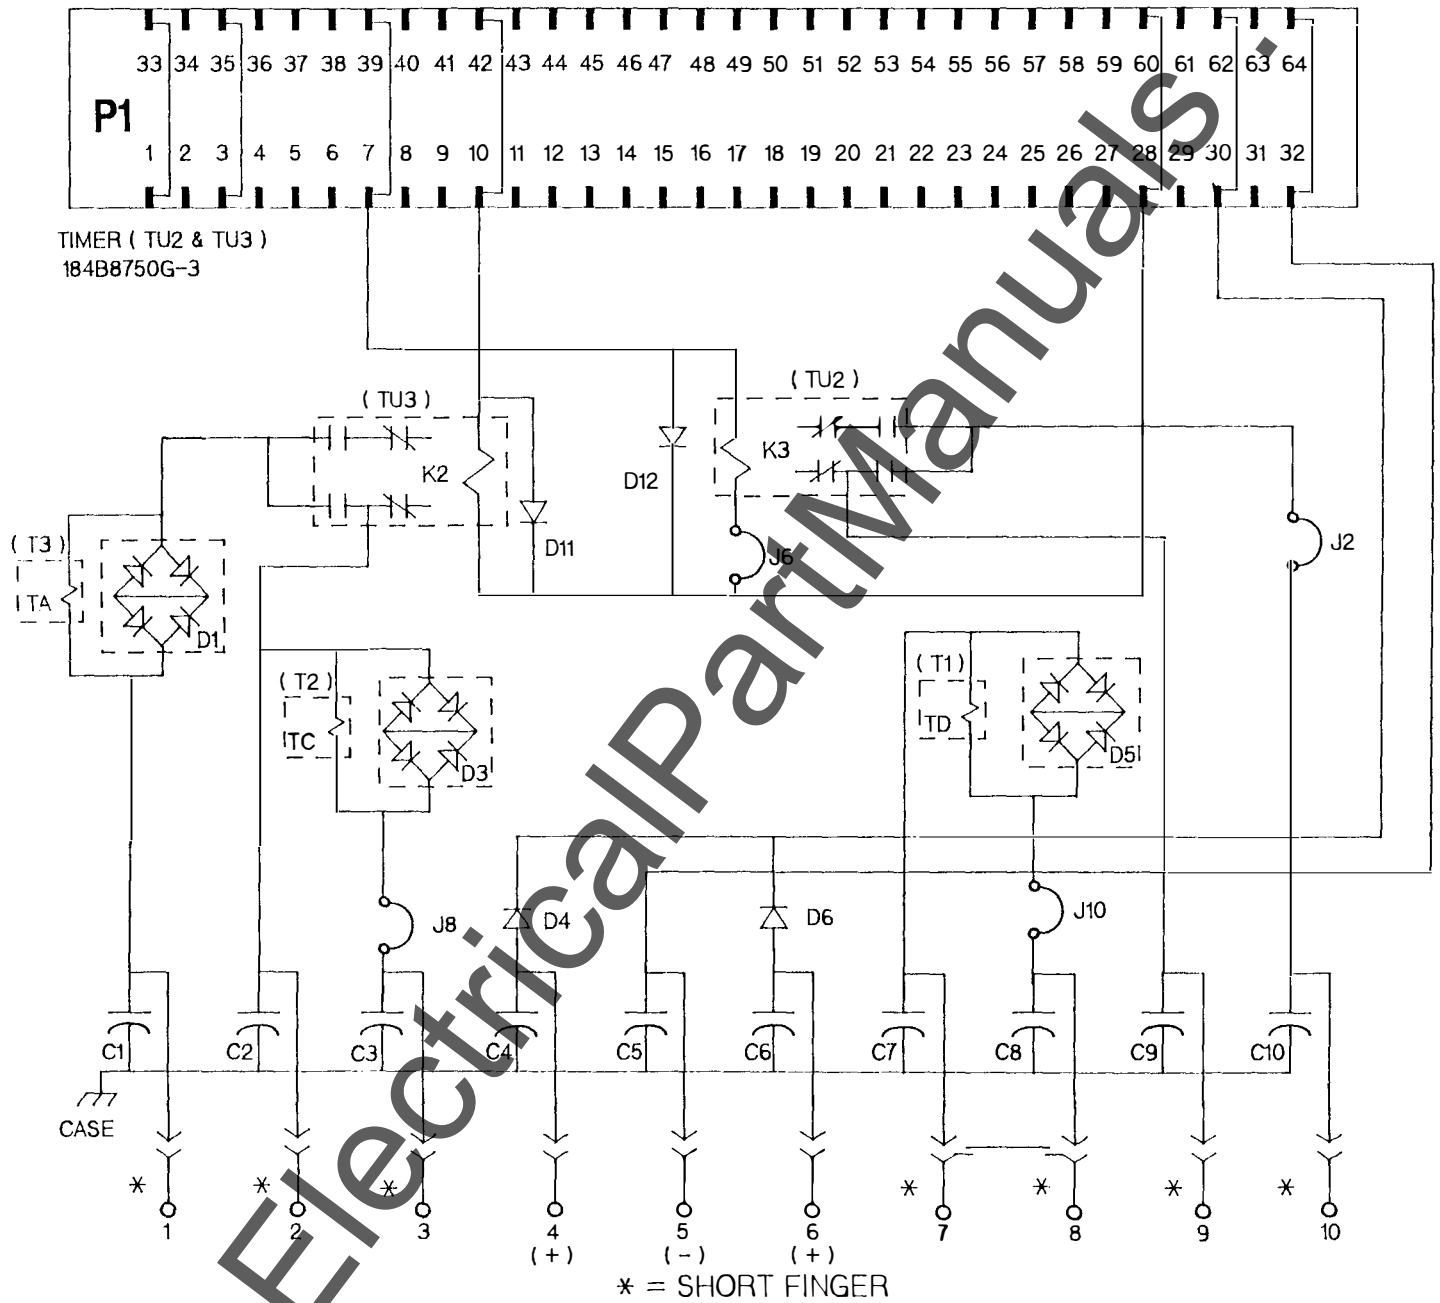 33 34 35 36 37 38 39 40 41 42 43 44 45 46 47 48 49 50 51 52 53 54 55 56 57 58 59 60 61 62 63 64
P1
1 2 3 4 5 6 7 8 9 10 11 12 13 14 15 16 17 18 19 20 21 22 23 24 25 26 27 28 29 30 31 32
TIMER ( TU2 & TU3 )
184B8750G-3
( TU2 )
( TU3 )
K3
K2
D12
D11
J6
J2
( T3 )
TA
D1
( T2 )
TC
D3
( T1 )
TD
D5
J8
D4
D6
J10
C1 C2 C3 C4 C5 C6 C7 C8 C9 C10
CASE
* * * * * * *
1 2 3 4 5 6 7 8 9 10
( + ) ( - ) ( + )
* = SHORT FINGER
ElectricalPartManuals.